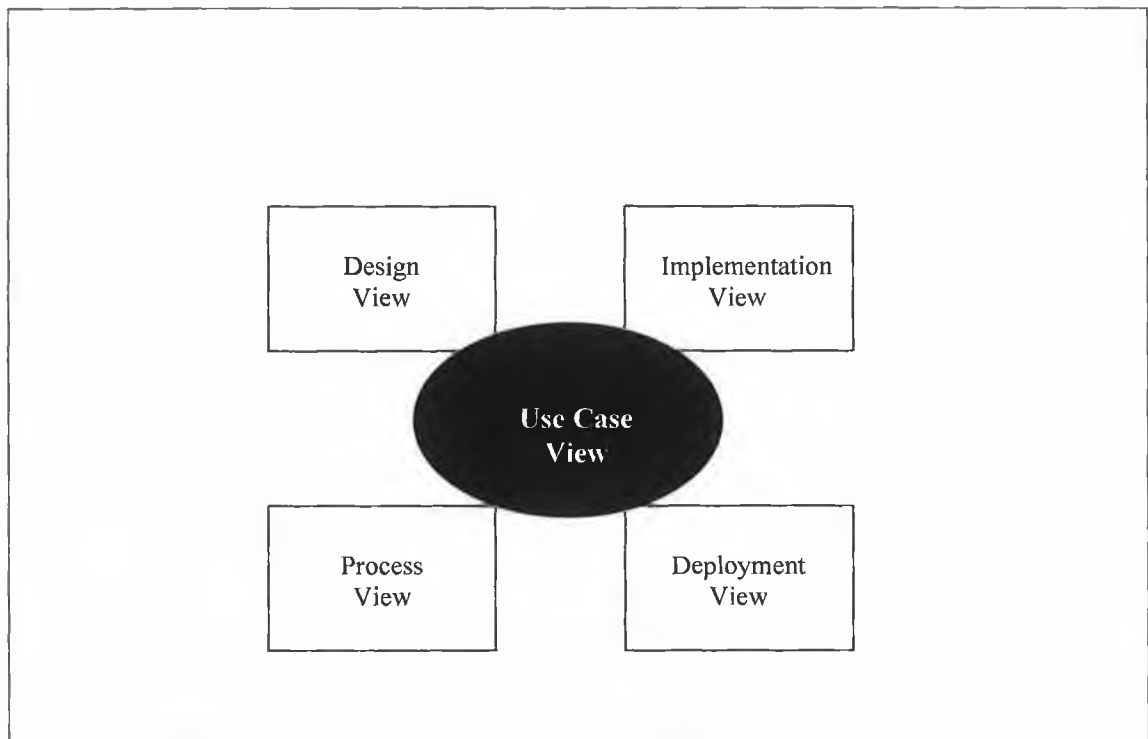 Design
View
Implementation
View
Use Case
View
Process
View
Deployment
View